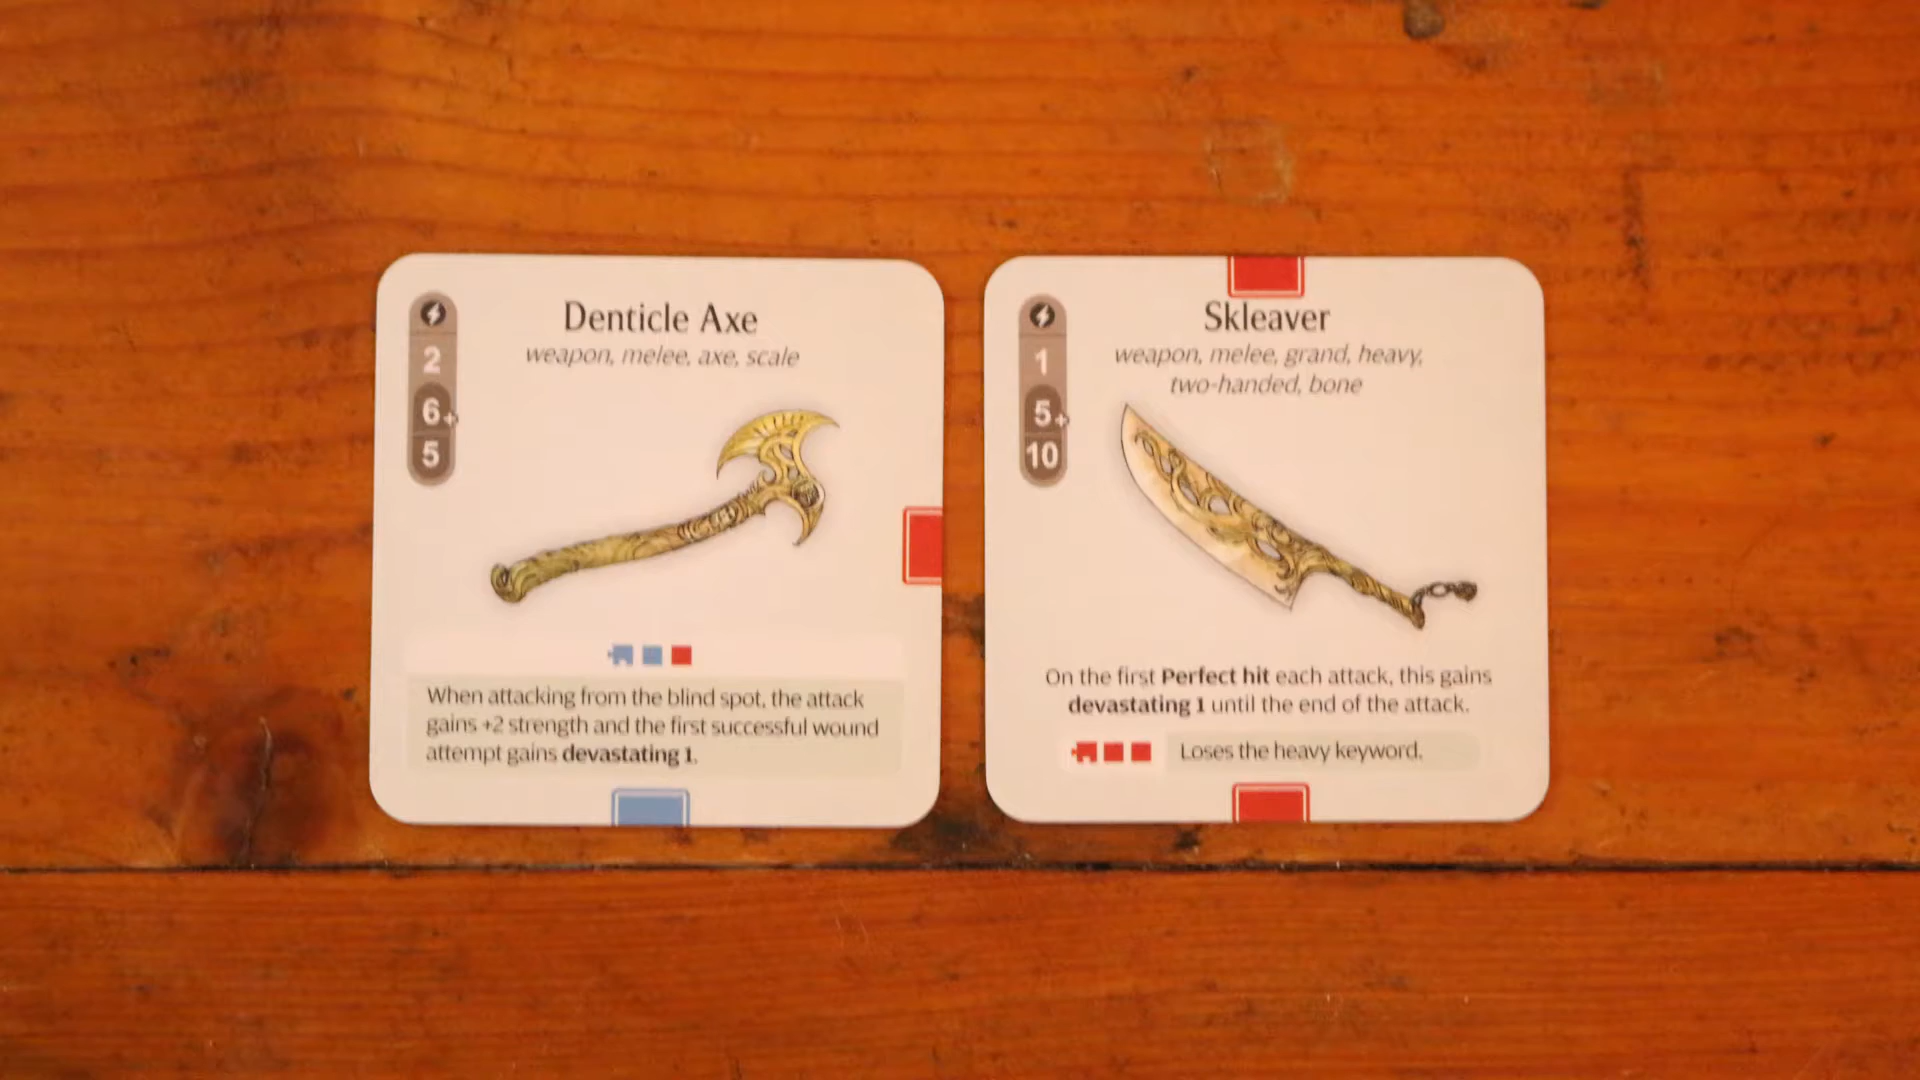 Denticle Axe
weapon, melee, axe, scale
2
6+
5
When attacking from the blind spot, the attack
gains +2 strength and the first successful wound
attempt gains devastating 1.
Skleaver
weapon, melee, grand, heavy,
two-handed, bone
1
5+
10
On the first Perfect hit each attack, this gains
devastating 1 until the end of the attack.
Loses the heavy keyword.